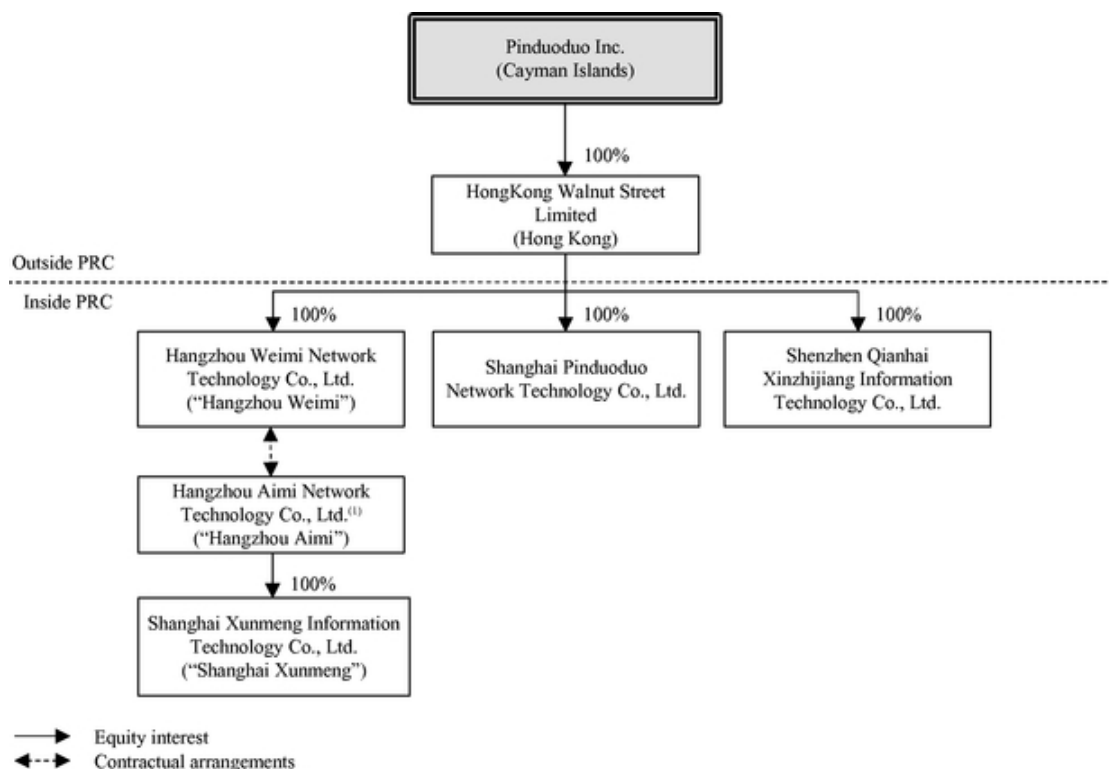 Pinduoduo Inc.
(Cayman Islands)
100%
HongKong Walnut Street
Limited
(Hong Kong)
Outside PRC
Inside PRC
100%
100%
100%
Hangzhou Weimi Network
Technology Co., Ltd.
(“Hangzhou Weimi”)
Shanghai Pinduoduo
Network Technology Co., Ltd.
Shenzhen Qianhai
Xinzhijiang Information
Technology Co., Ltd.
Hangzhou Aimi Network
Technology Co., Ltd.(1)
(“Hangzhou Aimi”)
100%
Shanghai Xunmeng Information
Technology Co., Ltd.
(“Shanghai Xunmeng”)
Equity interest
Contractual arrangements